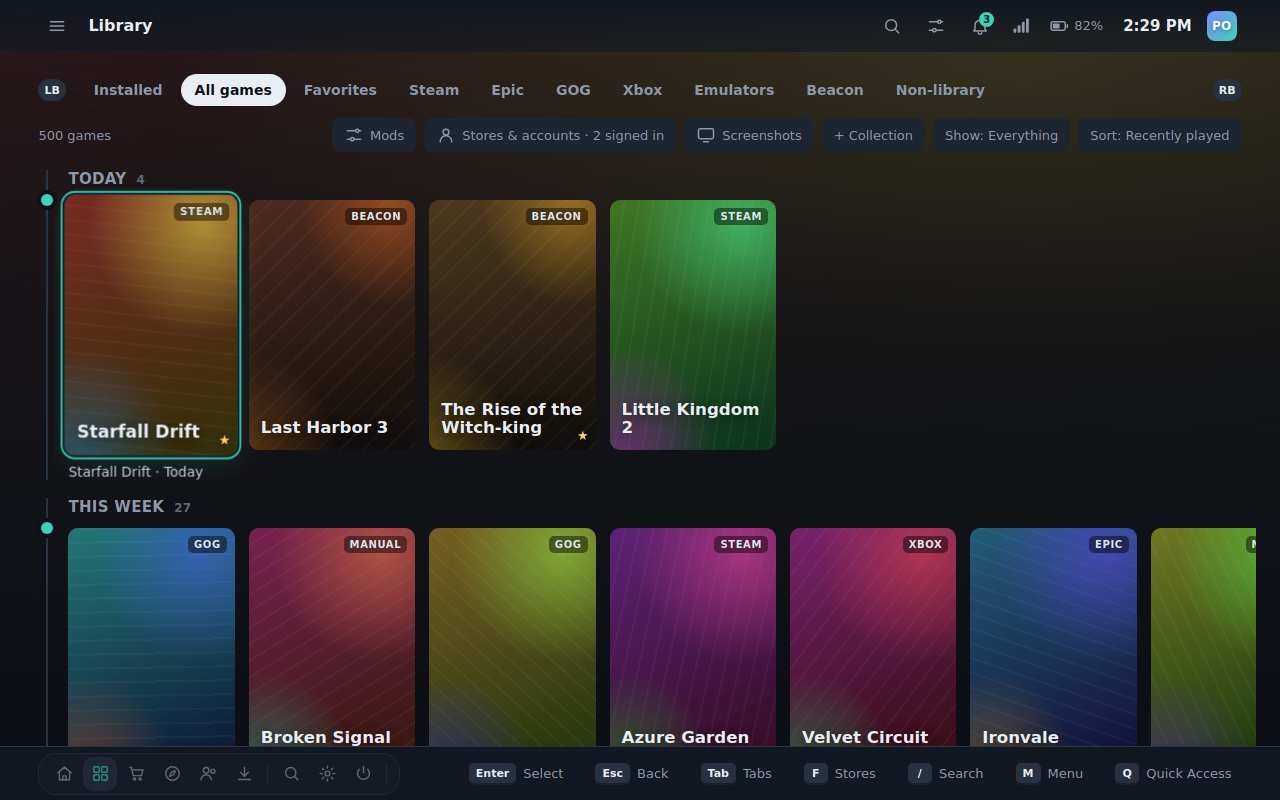 Library
3
82%
2:29 PM
PO
LB
Installed
All games
Favorites
Steam
Epic
GOG
Xbox
Emulators
Beacon
Non-library
RB
500 games
Mods
Stores & accounts · 2 signed in
Screenshots
+ Collection
Show: Everything
Sort: Recently played
TODAY 4
STEAM
Starfall Drift
BEACON
Last Harbor 3
BEACON
The Rise of the
Witch-king
STEAM
Little Kingdom
2
Starfall Drift · Today
THIS WEEK 27
GOG
MANUAL
Broken Signal
GOG
STEAM
Azure Garden
XBOX
Velvet Circuit
EPIC
Ironvale
Enter Select
Esc Back
Tab Tabs
F Stores
/ Search
M Menu
Q Quick Access